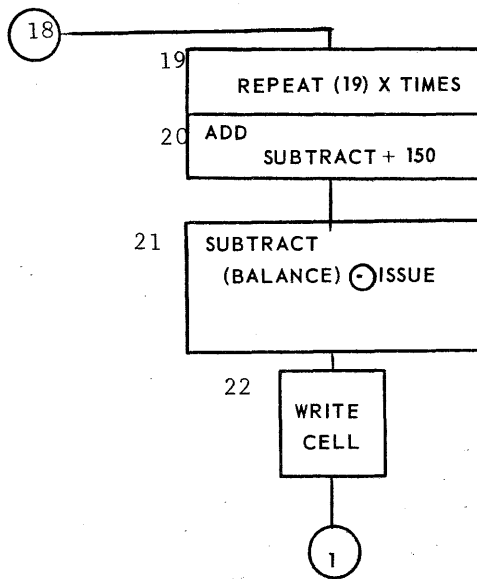 18
19
REPEAT (19) X TIMES
20
ADD
SUBTRACT + 150
21
SUBTRACT
(BALANCE) - ISSUE
22
WRITE
CELL
1